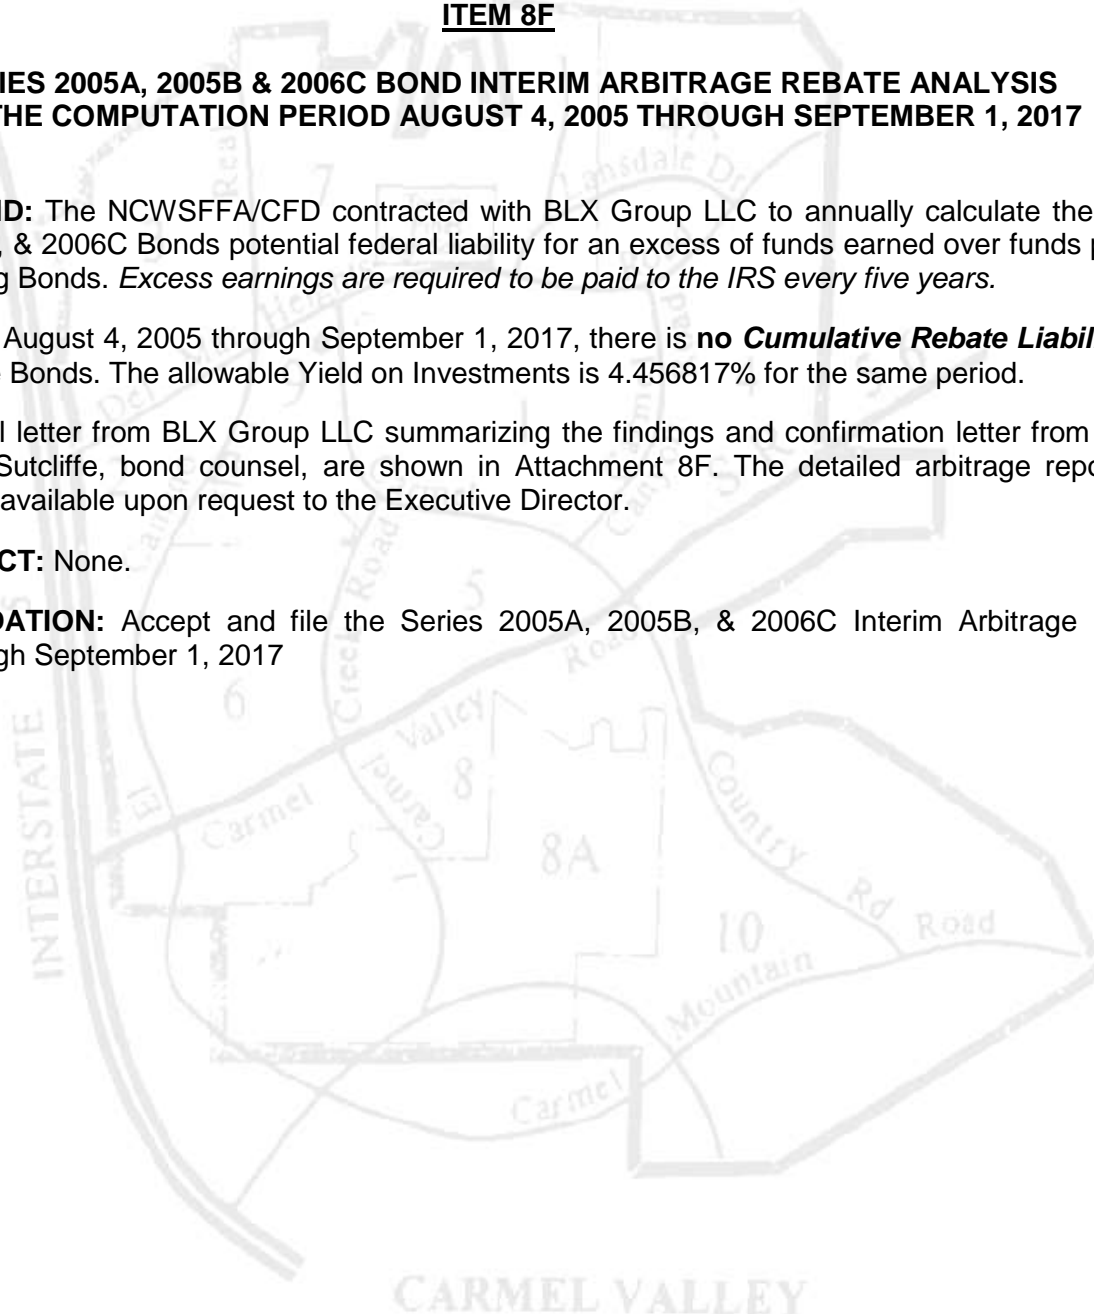 ITEM 8F
IES 2005A, 2005B & 2006C BOND INTERIM ARBITRAGE REBATE ANALYSIS
THE COMPUTATION PERIOD AUGUST 4, 2005 THROUGH SEPTEMBER 1, 2017
ND: The NCWSFFA/CFD contracted with BLX Group LLC to annually calculate the
, & 2006C Bonds potential federal liability for an excess of funds earned over funds p
g Bonds. Excess earnings are required to be paid to the IRS every five years.
August 4, 2005 through September 1, 2017, there is no Cumulative Rebate Liabil
e Bonds. The allowable Yield on Investments is 4.456817% for the same period.
l letter from BLX Group LLC summarizing the findings and confirmation letter from
Sutcliffe, bond counsel, are shown in Attachment 8F. The detailed arbitrage repo
available upon request to the Executive Director.
CT: None.
DATION: Accept and file the Series 2005A, 2005B, & 2006C Interim Arbitrage
gh September 1, 2017
Lansdale Dr
7
Del Mar Heights
5
6
Creek Road
Carmel Valley Road
8
Carmel
8A
Country
Rd
Road
10
Carmel Mountain
El
INTERSTATE
CARMEL VALLEY